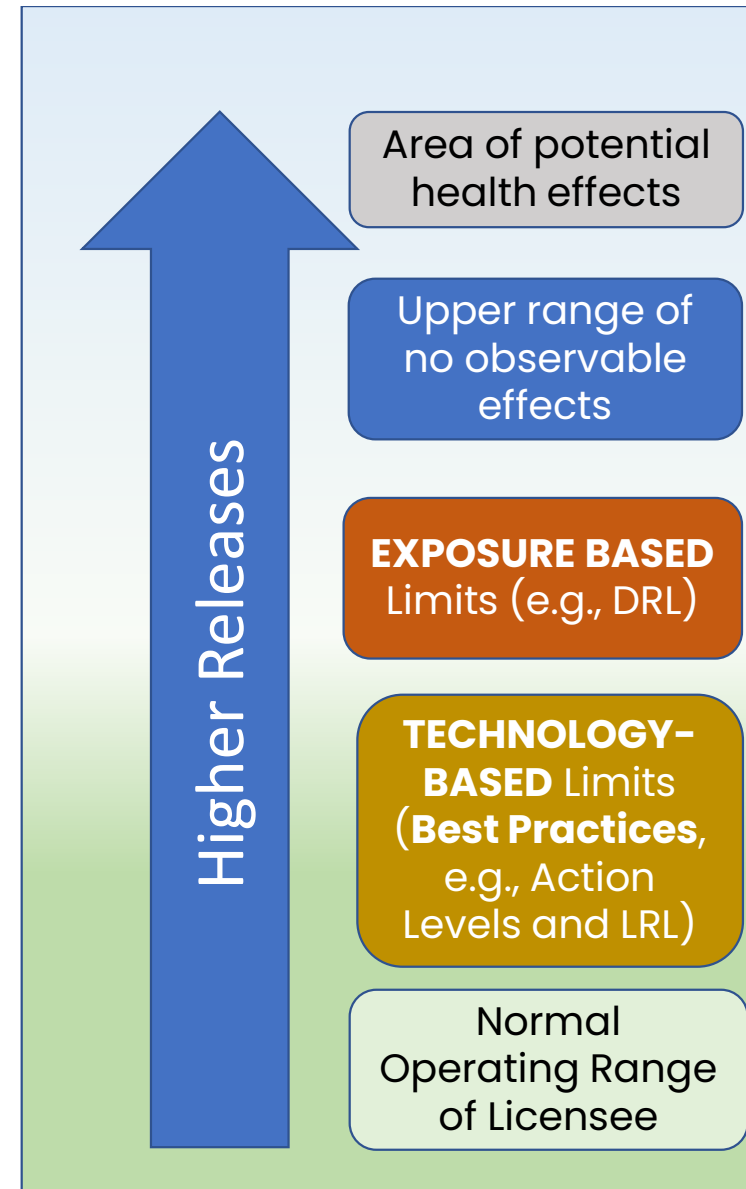 Area of potential
health effects
Upper range of
no observable
effects
Higher Releases
EXPOSURE BASED
Limits (e.g., DRL)
TECHNOLOGY-
BASED Limits
(Best Practices,
e.g., Action
Levels and LRL)
Normal
Operating Range
of Licensee